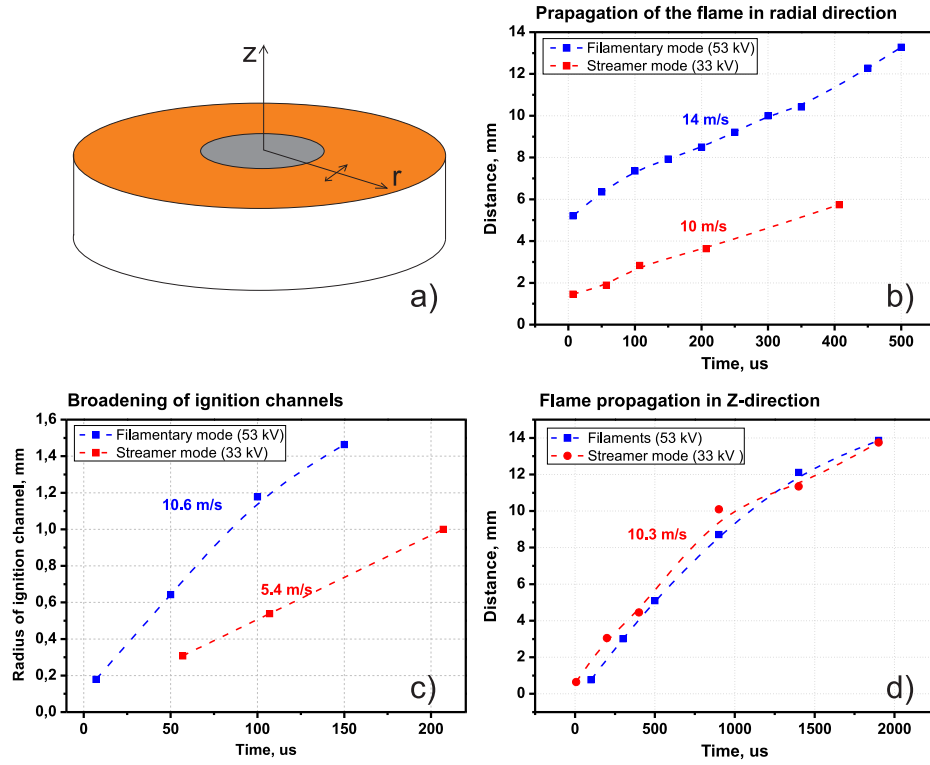 z
r
a)
Prapagation of the flame in radial direction
Filamentary mode (53 kV)
Streamer mode (33 kV)
14 m/s
10 m/s
Distance, mm
14
12
10
8
6
4
2
0
0
100
200
300
400
500
Time, us
b)
Broadening of ignition channels
Filamentary mode (53 kV)
Streamer mode (33 kV)
10.6 m/s
5.4 m/s
Radius of ignition channel, mm
1,6
1,4
1,2
1,0
0,8
0,6
0,4
0,2
0,0
0
50
100
150
200
Time, us
c)
Flame propagation in Z-direction
Filaments (53 kV)
Streamer mode (33 kV )
10.3 m/s
Distance, mm
14
12
10
8
6
4
2
0
0
500
1000
1500
2000
Time, us
d)